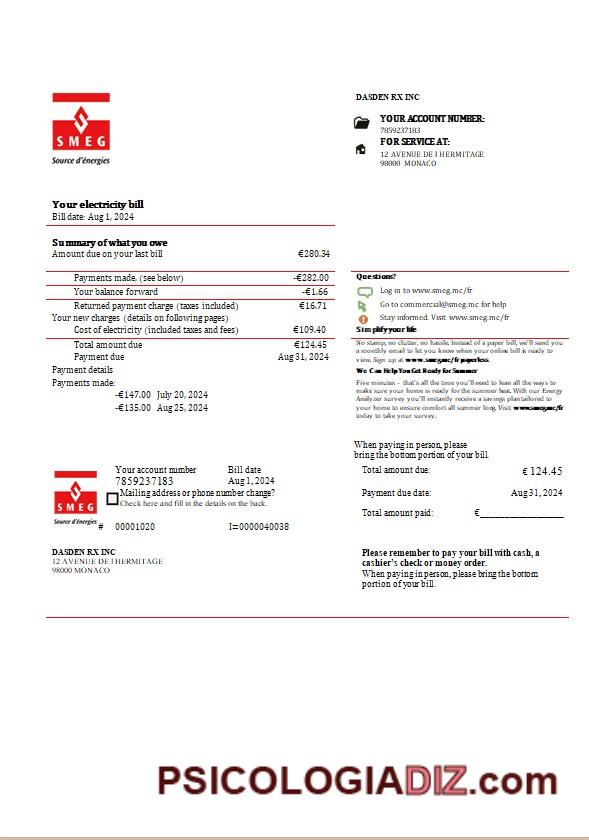 SMEG
Source d'énergies
DASDEN RX INC
YOUR ACCOUNT NUMBER:
7859237183
FOR SERVICE AT:
12 AVENUE DE l HERMITAGE
98000 MONACO
Your electricity bill
Bill date: Aug 1, 2024
Summary of what you owe
Amount due on your last bill €280.34
Payments made, (see below) -€282.00
Your balance forward -€1.66
Returned payment charge (taxes included) €16.71
Your new charges (details on following pages)
Cost of electricity (included taxes and fees) €109.40
Total amount due €124.45
Payment due Aug 31, 2024
Payment details
Payments made:
-€147.00 July 20, 2024
-€135.00 Aug 25, 2024
Questions?
Log in to www.smeg.mc/fr
Go to commercial@smeg.mc for help
Stay informed. Visit www.smeg.mc/fr
Simplify your life
No stamp, no clutter, no hassle. Instead of a paper bill, we'll send you
a monthly email to let you know when your online bill is ready to
view. Sign up at www.smeg.mc/fr paperless.
We Can Help You Get Ready for Summer
Five minutes – that's all the time you'll need to lean all the ways to
make sure your home is ready for the summer heat. With our Energy
Analyzer survey you'll instantly receive a savings plan tailored to
your home to ensure comfort all summer long. Visit www.smeg.mc/fr
today to take your survey.
When paying in person, please
bring the bottom portion of your bill.
SMEG
Source d'énergies
Your account number Bill date
7859237183 Aug 1, 2024
Mailing address or phone number change?
Check here and fill in the details on the back.
# 00001020 I=0000040038
Total amount due: € 124.45
Payment due date: Aug 31, 2024
Total amount paid: €_________________
DASDEN RX INC
12 AVENUE DE l HERMITAGE
98000 MONACO
Please remember to pay your bill with cash, a
cashier's check or money order.
When paying in person, please bring the bottom
portion of your bill.
PSICOLOGIADIZ.com